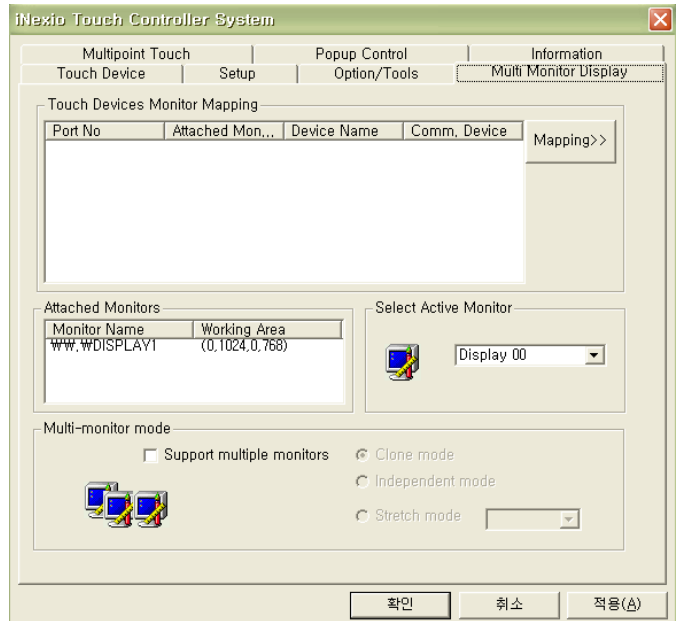 iNexio Touch Controller System
Multipoint Touch Popup Control Information
Touch Device Setup Option/Tools Multi Monitor Display
Touch Devices Monitor Mapping
Port No Attached Mon... Device Name Comm. Device
Mapping>>
Attached Monitors
Monitor Name Working Area
₩₩.₩DISPLAY1 (0,1024,0,768)
Select Active Monitor
Display 00
Multi-monitor mode
Support multiple monitors
Clone mode
Independent mode
Stretch mode
확인 취소 적용(A)